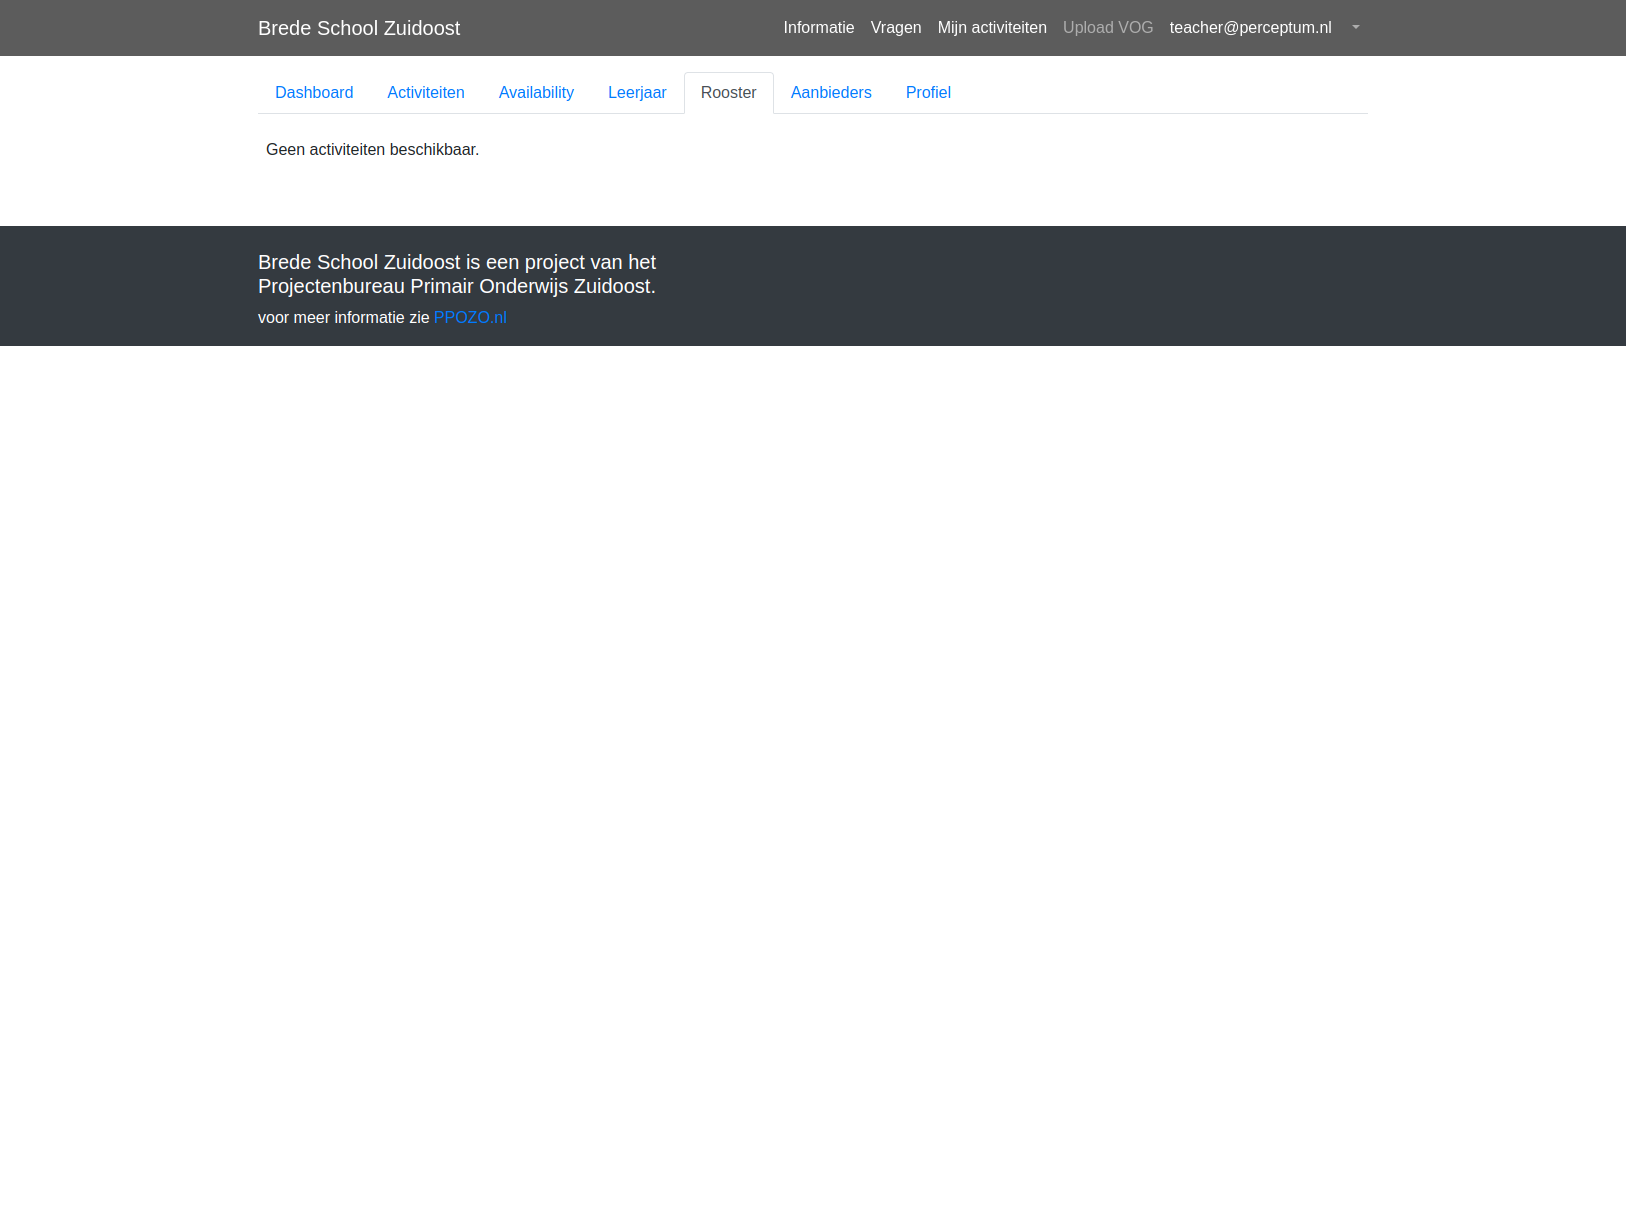 Brede School Zuidoost Informatie Vragen Mijn activiteiten Upload VOG teacher@perceptum.nl
Dashboard Activiteiten Availability Leerjaar Rooster Aanbieders Profiel
Geen activiteiten beschikbaar.
Brede School Zuidoost is een project van het
Projectenbureau Primair Onderwijs Zuidoost.
voor meer informatie zie PPOZO.nl